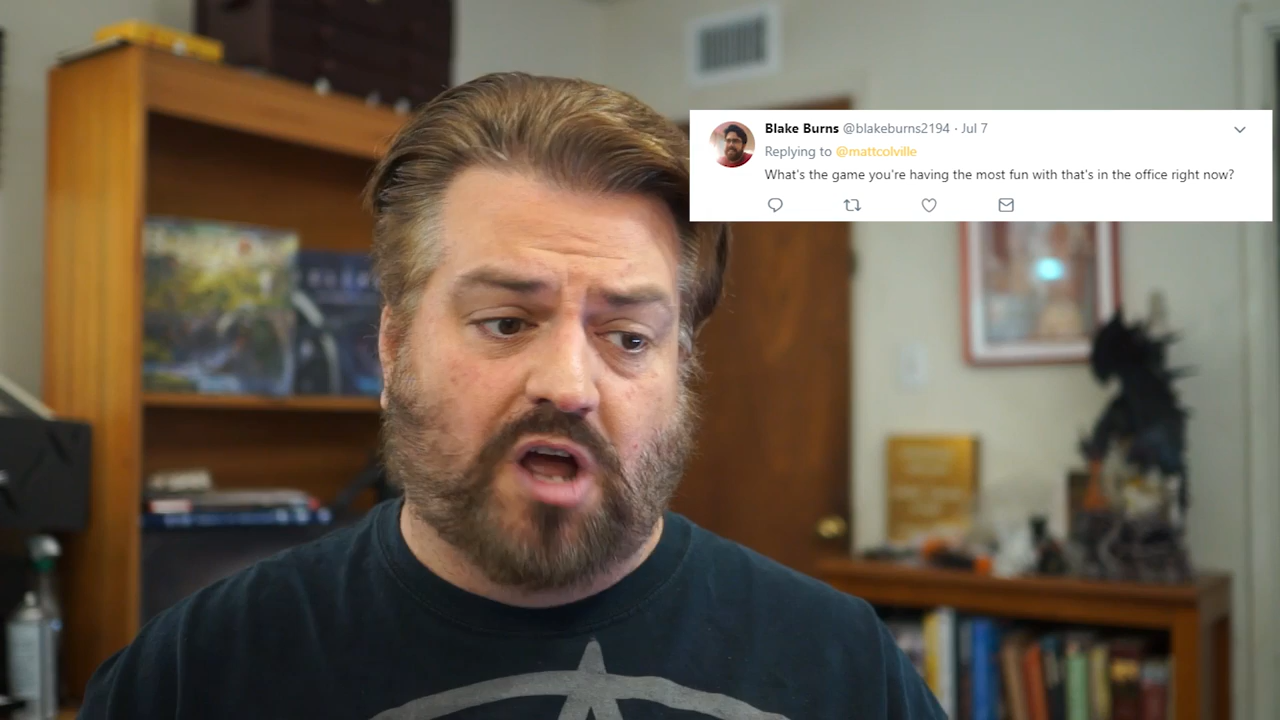 Blake Burns @blakeburns2194 · Jul 7
Replying to @mattcolville
What's the game you're having the most fun with that's in the office right now?